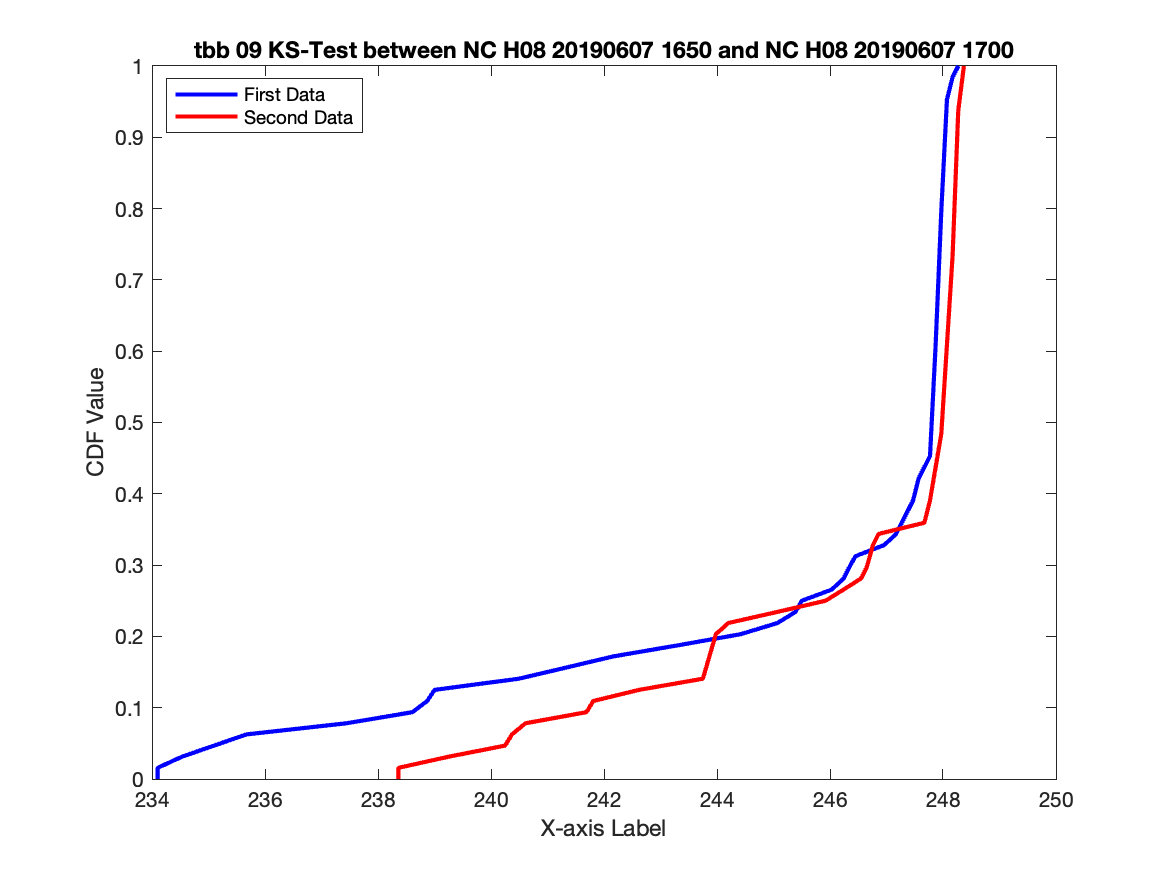 tbb 09 KS-Test between NC H08 20190607 1650 and NC H08 20190607 1700
First Data
Second Data
1
0.9
0.8
0.7
0.6
0.5
0.4
0.3
0.2
0.1
0
CDF Value
234 236 238 240 242 244 246 248 250
X-axis Label